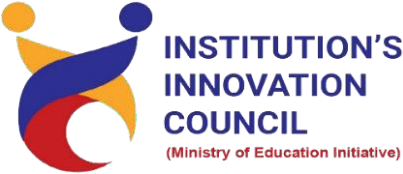 INSTITUTION'S
INNOVATION
COUNCIL
(Ministry of Education Initiative)